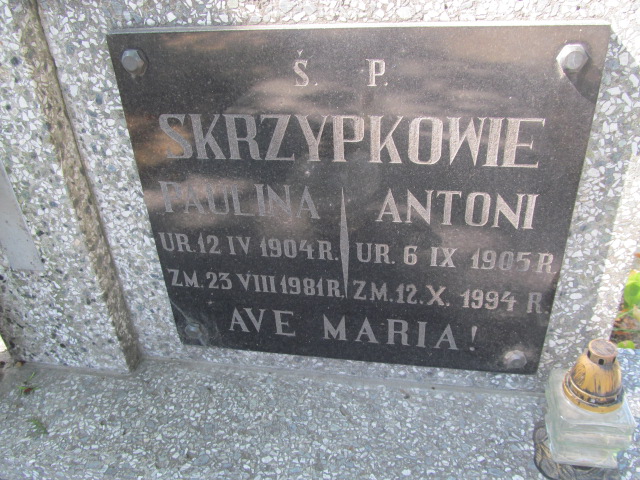 Ś. P.
SKRZYPKOWIE
PAULINA ANTONI
UR. 12 IV 1904 R. UR. 6 IX 1905 R.
ZM. 23 VIII 1981 R. ZM. 12. X. 1994 R.
AVE MARIA!